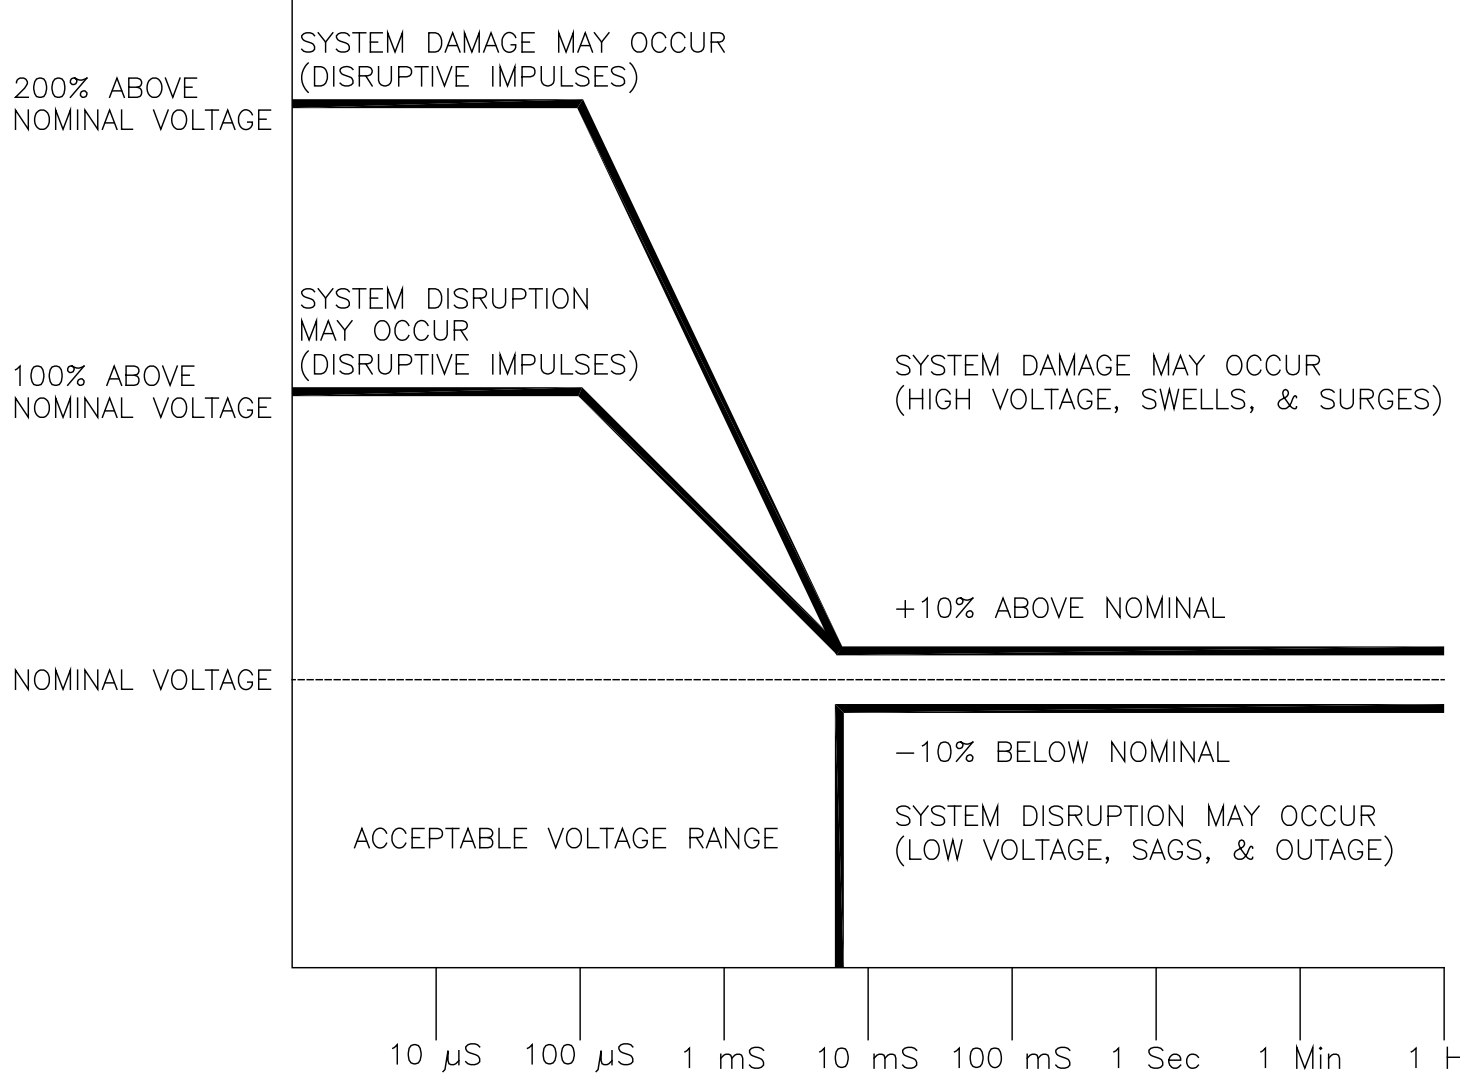 SYSTEM DAMAGE MAY OCCUR
(DISRUPTIVE IMPULSES)
200% ABOVE
NOMINAL VOLTAGE
SYSTEM DISRUPTION
MAY OCCUR
(DISRUPTIVE IMPULSES)
100% ABOVE
NOMINAL VOLTAGE
SYSTEM DAMAGE MAY OCCUR
(HIGH VOLTAGE, SWELLS, & SURGES)
+10% ABOVE NOMINAL
NOMINAL VOLTAGE
-10% BELOW NOMINAL
SYSTEM DISRUPTION MAY OCCUR
(LOW VOLTAGE, SAGS, & OUTAGE)
ACCEPTABLE VOLTAGE RANGE
10 µS 100 µS 1 mS 10 mS 100 mS 1 Sec 1 Min 1